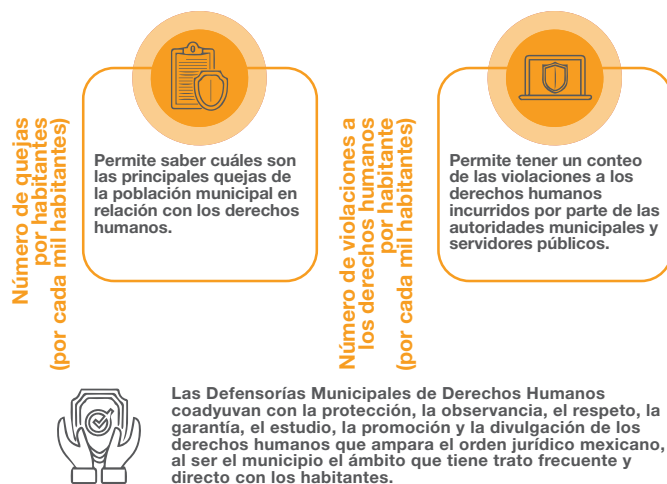 Número de quejas
por habitantes
(por cada mil habitantes)
Permite saber cuáles son
las principales quejas de
la población municipal en
relación con los derechos
humanos.
Número de violaciones a
los derechos humanos
por habitante
(por cada mil habitantes)
Permite tener un conteo
de las violaciones a los
derechos humanos
incurridos por parte de las
autoridades municipales y
servidores públicos.
Las Defensorías Municipales de Derechos Humanos
coadyuvan con la protección, la observancia, el respeto, la
garantía, el estudio, la promoción y la divulgación de los
derechos humanos que ampara el orden jurídico mexicano,
al ser el municipio el ámbito que tiene trato frecuente y
directo con los habitantes.